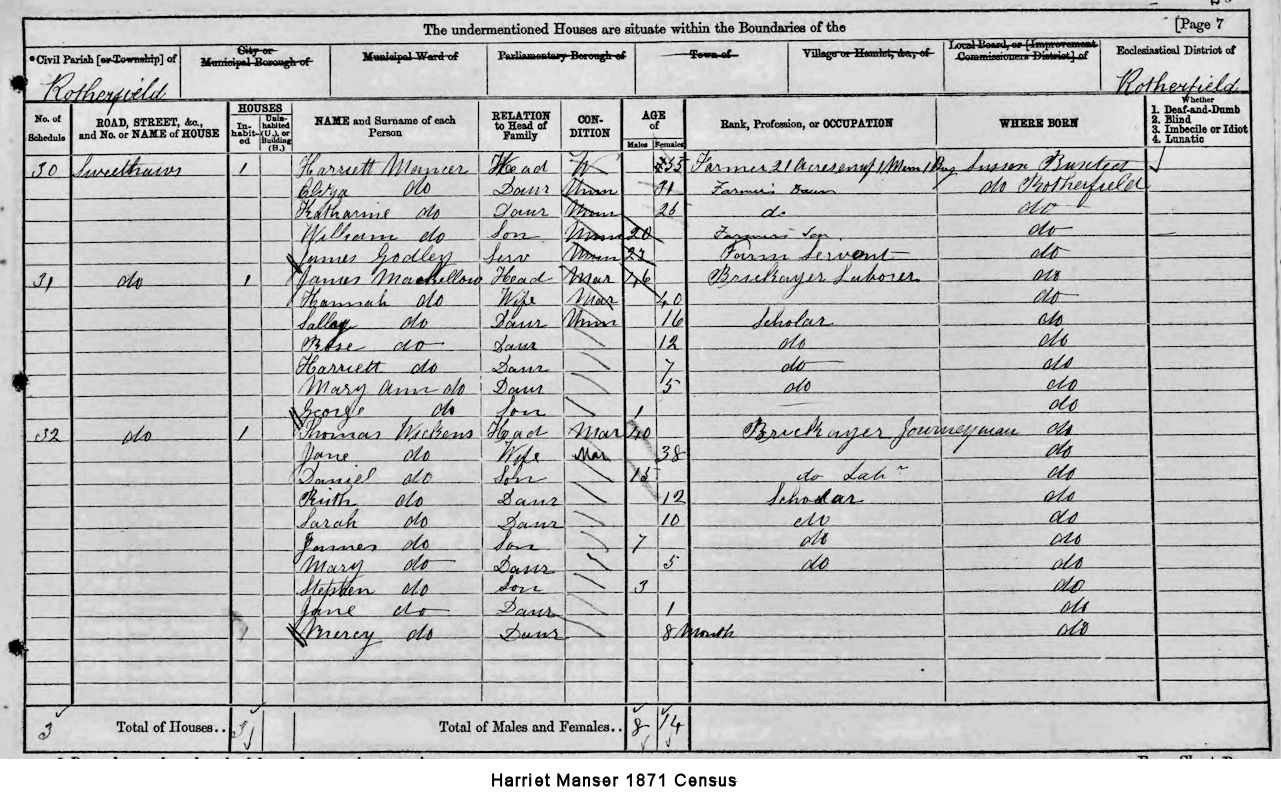 The undermentioned Houses are situate within the Boundaries of the [Page 7
Civil Parish [or Township] of City or Municipal Borough of Municipal Ward of Parliamentary Borough of Town of Village or Hamlet, &c., of Local Board, or [Improvement Commissioners District] of Ecclesiastical District of
Rotherfield Rotherfield
No. of Schedule ROAD, STREET, &c., and No. or NAME of HOUSE HOUSES Inhabited Uninhabited (U.), or Building (B.) NAME and Surname of each Person RELATION to Head of Family CONDITION AGE of Males Females Rank, Profession, or OCCUPATION WHERE BORN Whether 1. Deaf-and-Dumb 2. Blind 3. Imbecile or Idiot 4. Lunatic
30 Sweethaws 1 Harriett Manser Head W Farmer 21 Acres 1 Man 1 Boy Sussex Buxted
Eliza do Daur Unm 31 Farmer's Daur do Rotherfield
Katharine do Daur Unm 25 do do
William do Son Unm 20 Farmer's Son do
James Godley Serv Unm 23 Farm Servant do
31 do 1 James Head Mar 46 Brickayer Laborer do
Hannah do Wife Mar 40 do
Sally do Daur Unm 16 Scholar do
Rose do Daur 12 do do
Harriett do Daur 7 do do
Mary Ann do Daur 5 do do
George do Son 1 do
32 do 1 Thomas Wickens Head Mar 40 Brickayer Journeyman do
Jane do Wife Mar 38 do
Daniel do Son 15 do Labr do
Ruth do Daur 12 Scholar do
Sarah do Daur 10 do do
James do Son 7 do do
Mary do Daur 5 do do
Stephen do Son 3 do
Jane do Daur 1 do
Mercy do Daur 8 Month do
3 Total of Houses.. 3 Total of Males and Females.. 8 14
Harriet Manser 1871 Census